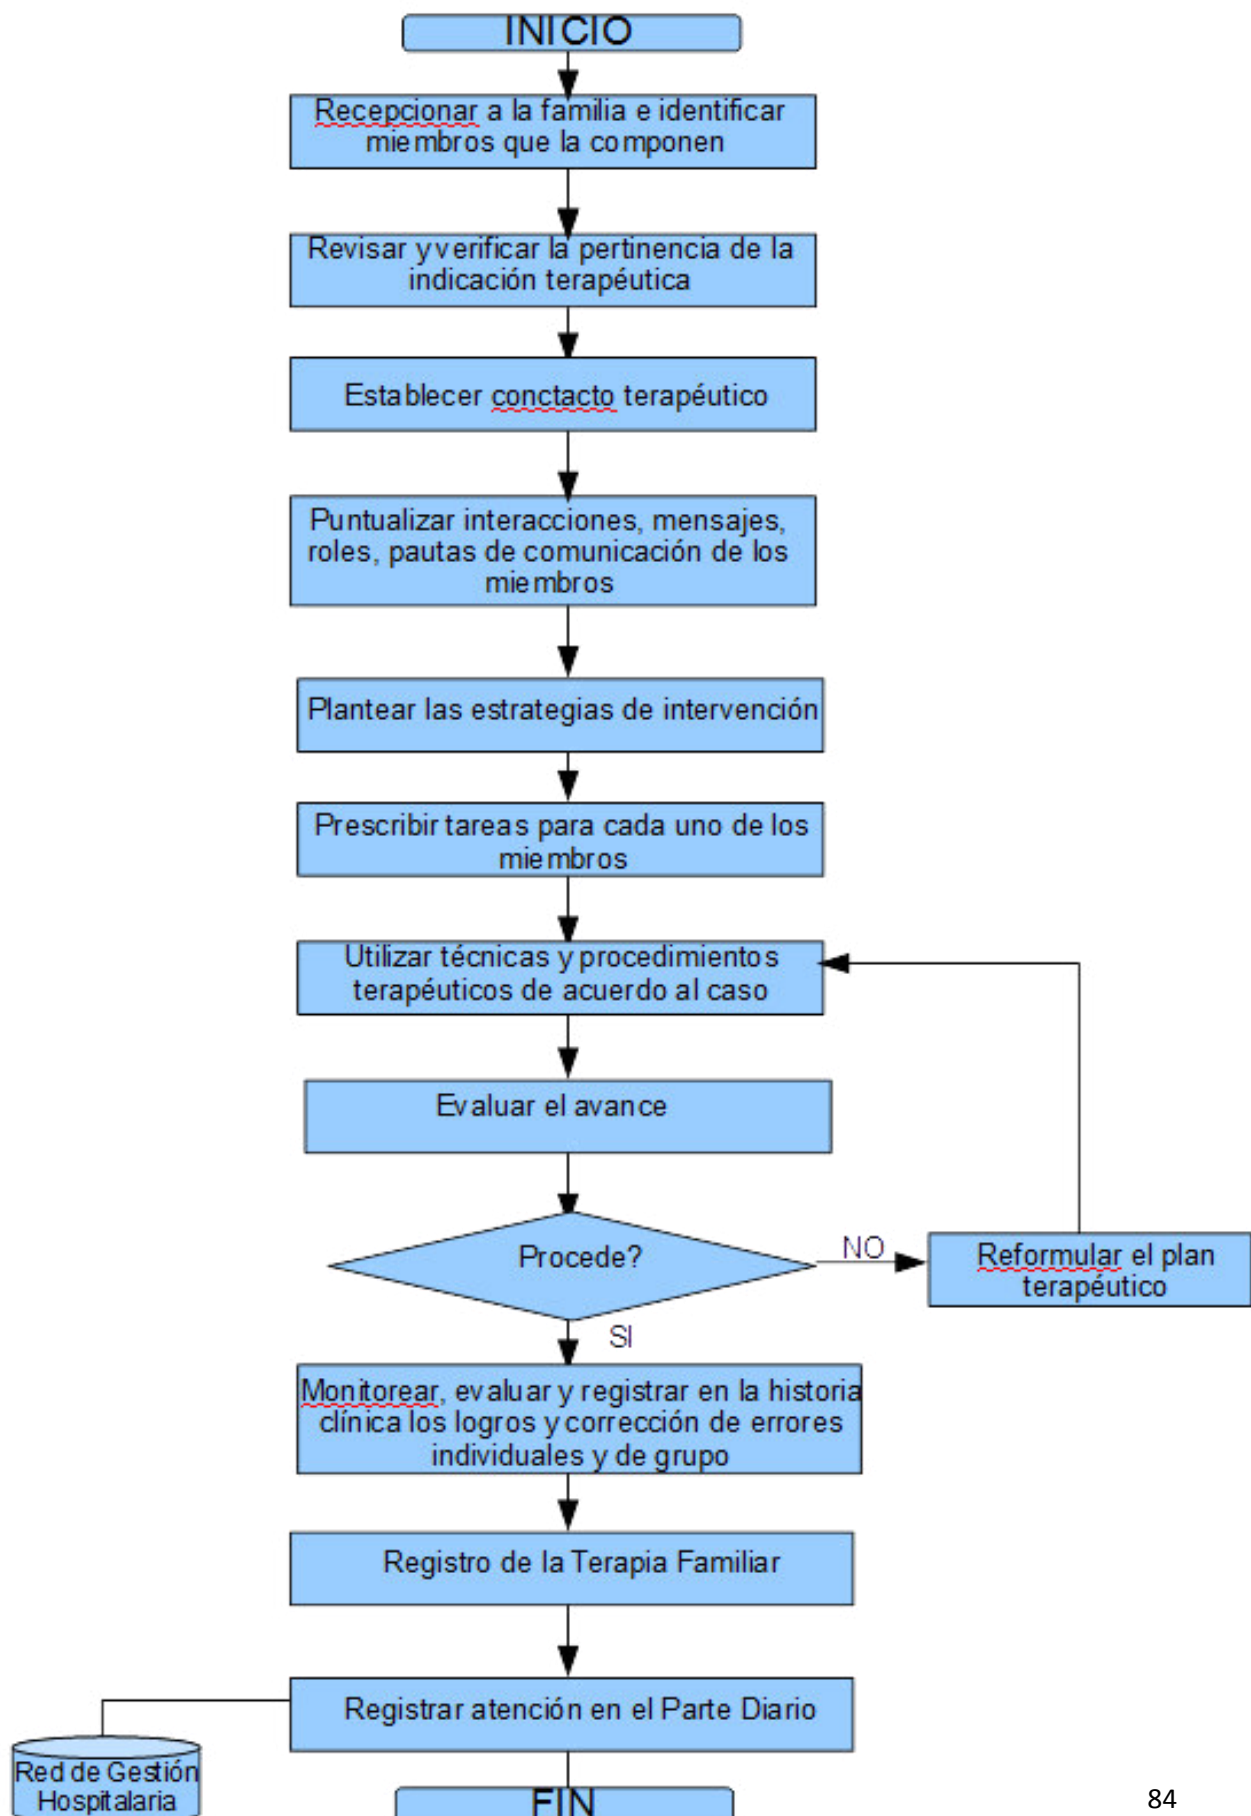 INICIO
Recepcionar a la familia e identificar
miembros que la componen
Revisar y verificar la pertinencia de la
indicación terapéutica
Establecer conctacto terapéutico
Puntualizar interacciones, mensajes,
roles, pautas de comunicación de los
miembros
Plantear las estrategias de intervención
Prescribir tareas para cada uno de los
miembros
Utilizar técnicas y procedimientos
terapéuticos de acuerdo al caso
Evaluar el avance
Procede?
NO
Reformular el plan
terapéutico
SI
Monitorear, evaluar y registrar en la historia
clínica los logros y corrección de errores
individuales y de grupo
Registro de la Terapia Familiar
Registrar atención en el Parte Diario
Red de Gestión
Hospitalaria
FIN
84